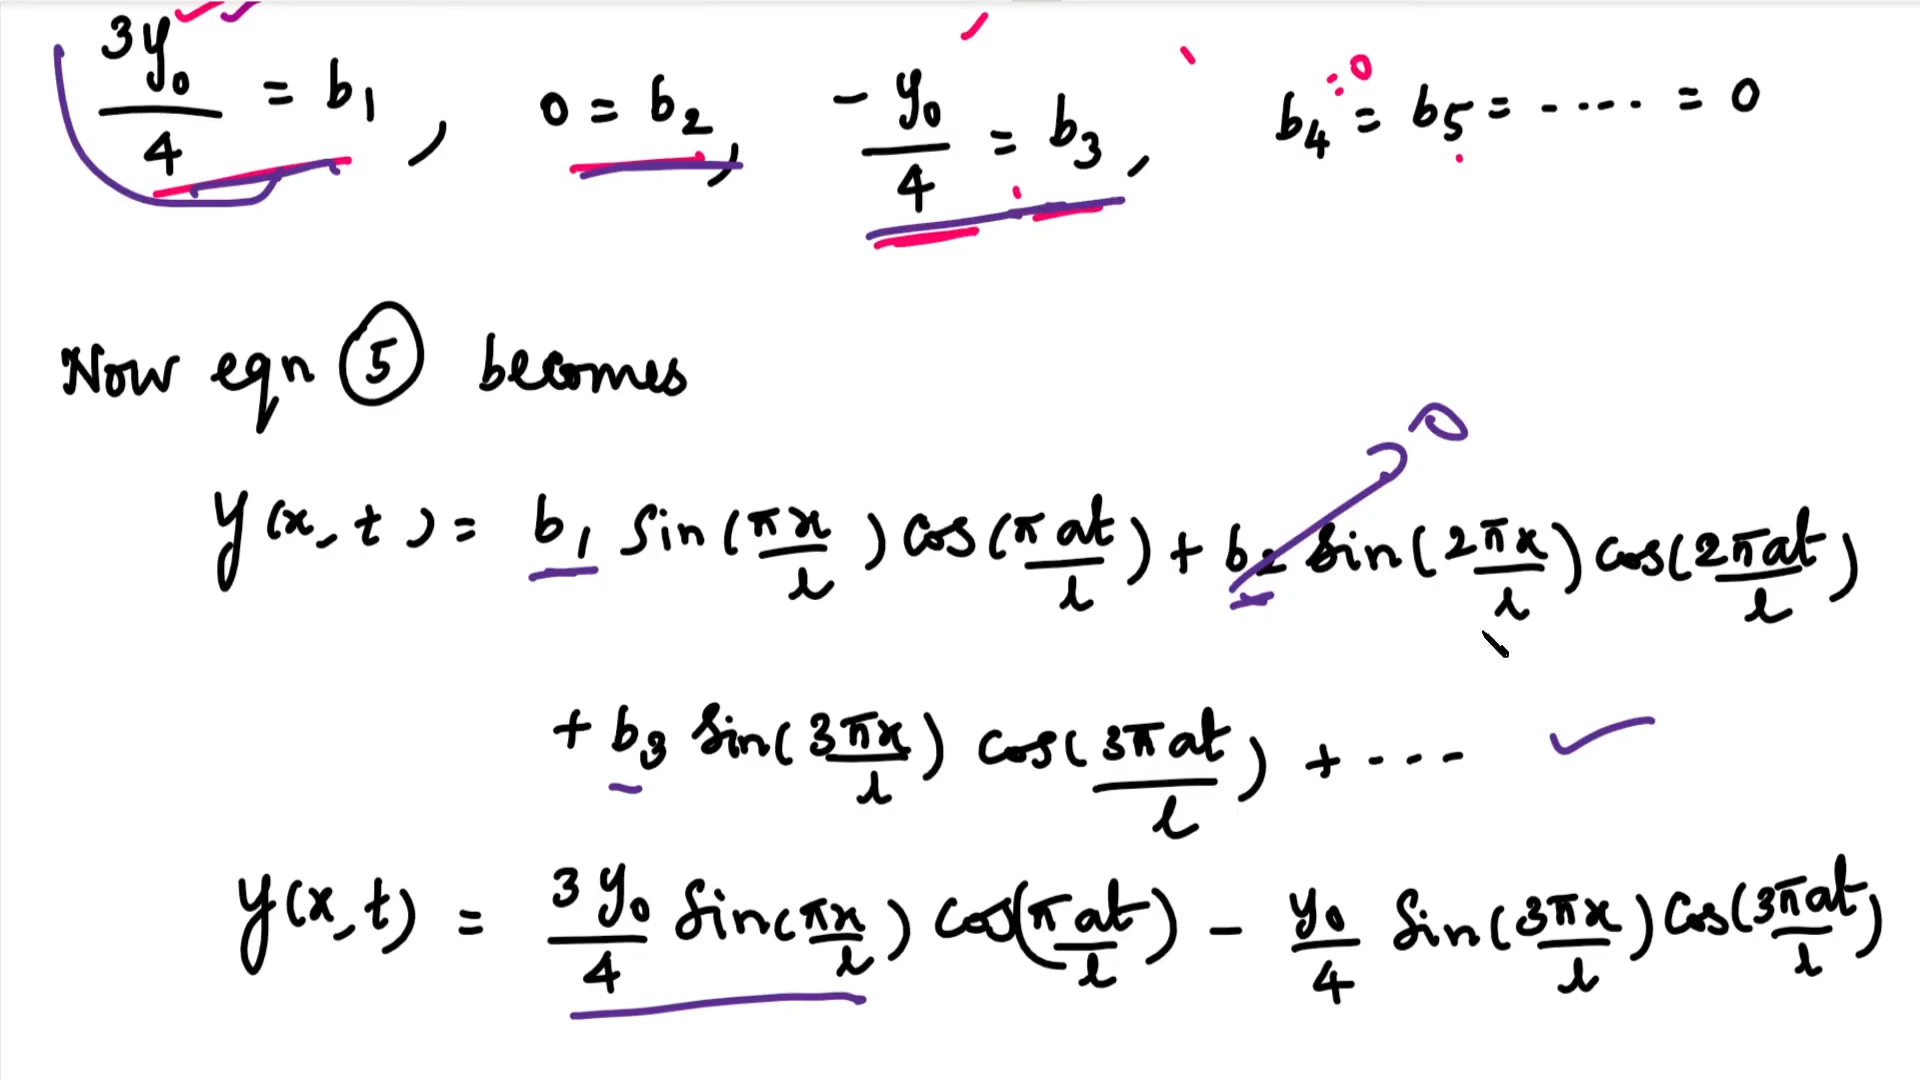 3y₀/4 = b₁, 0 = b₂, -y₀/4 = b₃, b₄ = b₅ = ---- = 0
Now eqn ⑤ becomes
y(x,t) = b₁ sin(πx/l) cos(πat/l) + b₂ sin(2πx/l) cos(2πat/l)
+ b₃ sin(3πx/l) cos(3πat/l) + ---
y(x,t) = 3y₀/4 sin(πx/l) cos(πat/l) - y₀/4 sin(3πx/l) cos(3πat/l)